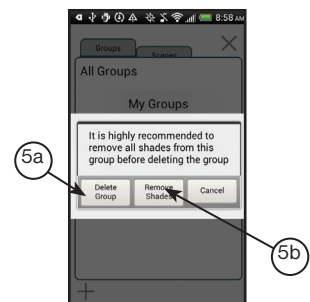 8:58 AM
Groups
Scenes
All Groups
My Groups
It is highly recommended to
remove all shades from this
group before deleting the group
5a
Delete
Group
Remove
Shades
Cancel
5b